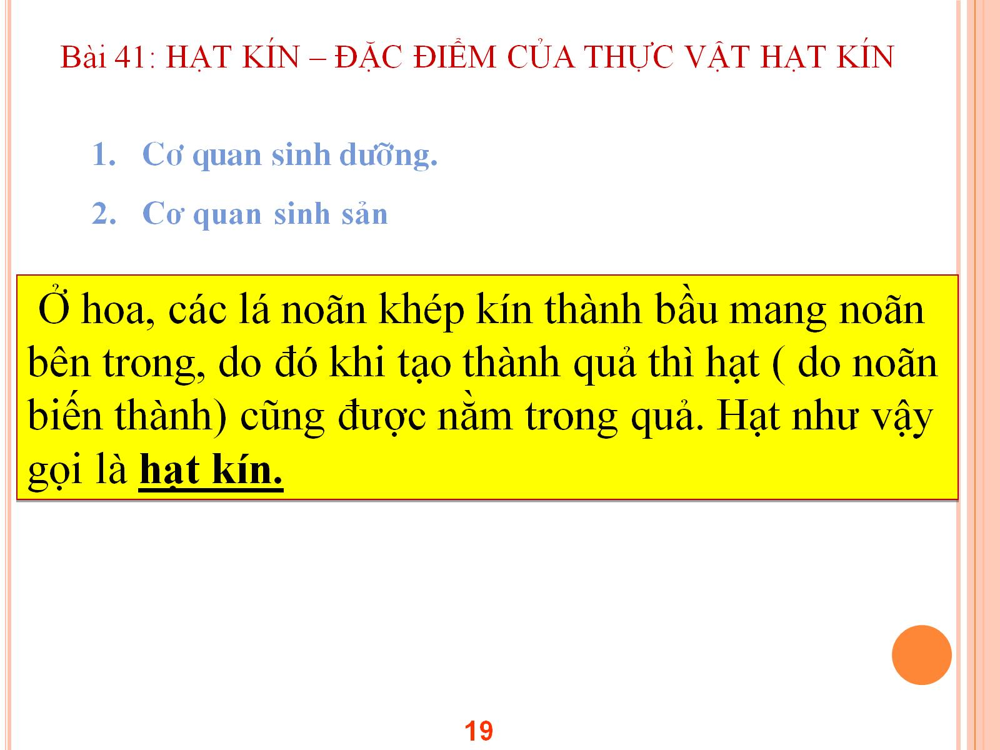 Bài 41: HẠT KÍN – ĐẶC ĐIỂM CỦA THỰC VẬT HẠT KÍN
1. Cơ quan sinh dưỡng.
2. Cơ quan sinh sản
Ở hoa, các lá noãn khép kín thành bầu mang noãn
bên trong, do đó khi tạo thành quả thì hạt ( do noãn
biến thành) cũng được nằm trong quả. Hạt như vậy
gọi là hạt kín.
19